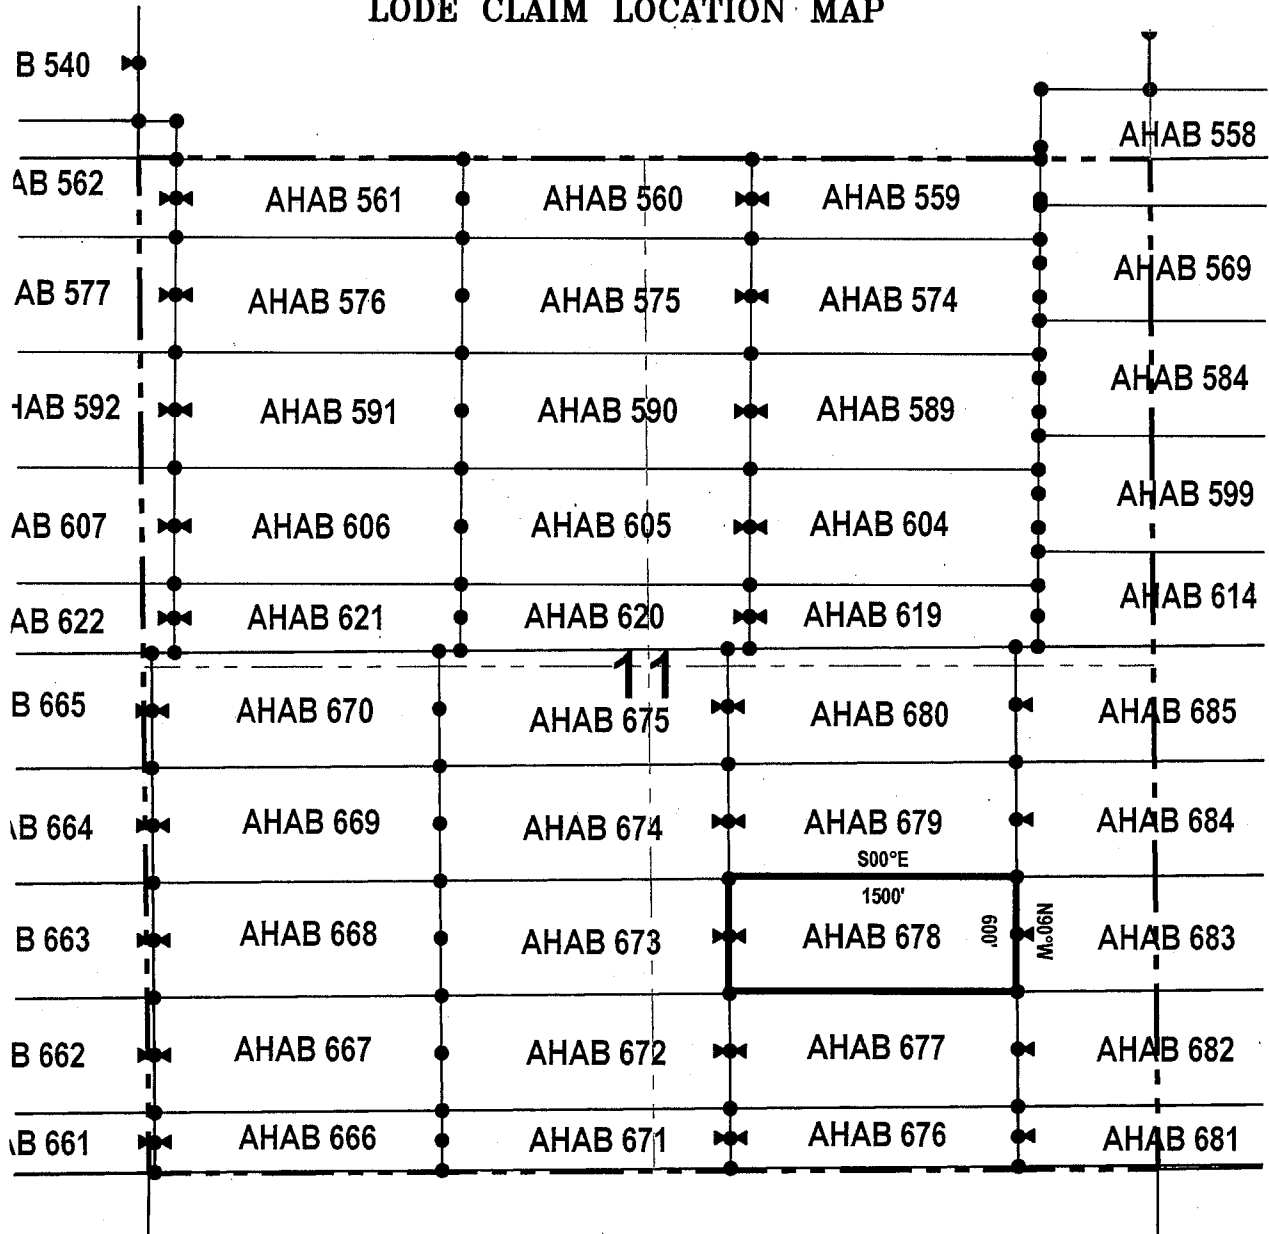 LODE CLAIM LOCATION MAP
B 540
AHAB 558
AB 562
AHAB 561
AHAB 560
AHAB 559
AHAB 569
AB 577
AHAB 576
AHAB 575
AHAB 574
AHAB 584
HAB 592
AHAB 591
AHAB 590
AHAB 589
AHAB 599
AB 607
AHAB 606
AHAB 605
AHAB 604
AHAB 614
AB 622
AHAB 621
AHAB 620
AHAB 619
11
B 665
AHAB 670
AHAB 675
AHAB 680
AHAB 685
AB 664
AHAB 669
AHAB 674
AHAB 679
AHAB 684
S00°E
1500'
B 663
AHAB 668
AHAB 673
AHAB 678
600'
N90°W
AHAB 683
B 662
AHAB 667
AHAB 672
AHAB 677
AHAB 682
AB 661
AHAB 666
AHAB 671
AHAB 676
AHAB 681